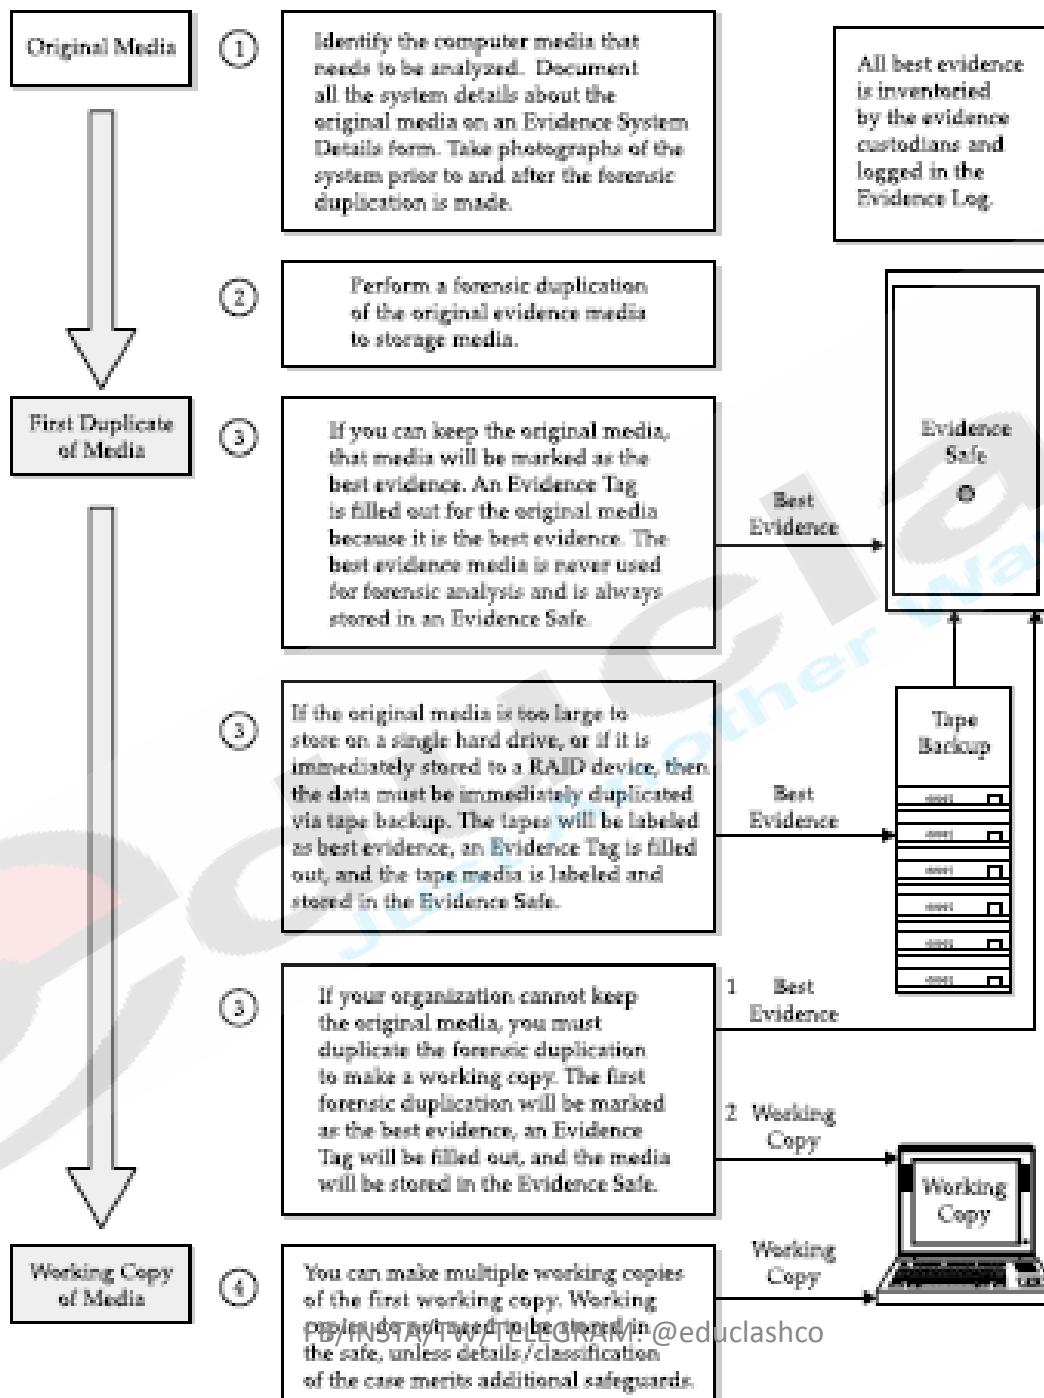 Original Media
1
Identify the computer media that
needs to be analyzed. Document
all the system details about the
original media on an Evidence System
Details form. Take photographs of the
system prior to and after the forensic
duplication is made.
All best evidence
is inventoried
by the evidence
custodians and
logged in the
Evidence Log.
2
Perform a forensic duplication
of the original evidence media
to storage media.
First Duplicate
of Media
3
If you can keep the original media,
that media will be marked as the
best evidence. An Evidence Tag
is filled out for the original media
because it is the best evidence. The
best evidence media is never used
for forensic analysis and is always
stored in an Evidence Safe.
Best
Evidence
Evidence
Safe
3
If the original media is too large to
store on a single hard drive, or if it is
immediately stored to a RAID device, then
the data must be immediately duplicated
via tape backup. The tapes will be labeled
as best evidence, an Evidence Tag is filled
out, and the tape media is labeled and
stored in the Evidence Safe.
Best
Evidence
Tape
Backup
3
If your organization cannot keep
the original media, you must
duplicate the forensic duplication
to make a working copy. The first
forensic duplication will be marked
as the best evidence, an Evidence
Tag will be filled out, and the media
will be stored in the Evidence Safe.
1 Best
Evidence
2 Working
Copy
Working
Copy
Working Copy
of Media
4
You can make multiple working copies
of the first working copy. Working
copies do not need to be stored in
the safe, unless details/classification
of the case merits additional safeguards.
Working
Copy
FB/INSTA/TW/TELEGRAM: @educlashco
educla
Just Another Wa